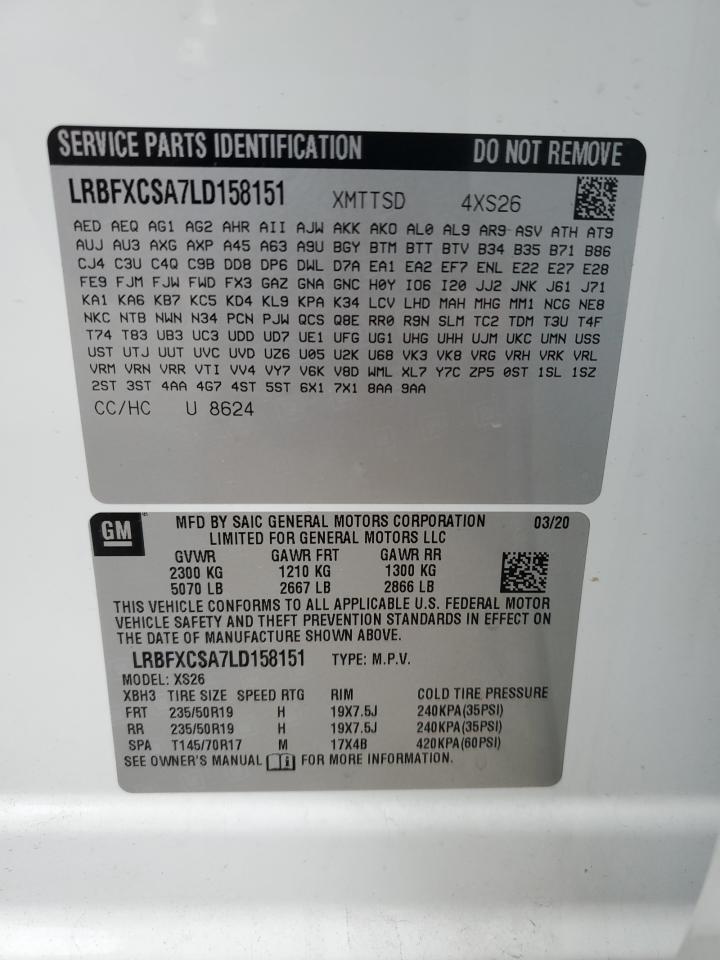 SERVICE PARTS IDENTIFICATION DO NOT REMOVE
LRBFXCSA7LD158151 XMTTSD 4XS26
AED AEQ AG1 AG2 AHR AII AJW AKK AKO AL0 AL9 AR9 ASV ATH AT9
AUJ AU3 AXG AXP A45 A63 A9U BGY BTM BTT BTV B34 B35 B71 B86
CJ4 C3U C4Q C9B DD8 DP6 DWL D7A EA1 EA2 EF7 ENL E22 E27 E28
FE9 FJM FJW FWD FX3 GAZ GNA GNC H0Y IO6 I20 JJ2 JNK J61 J71
KA1 KA6 KB7 KC5 KD4 KL9 KPA K34 LCV LHD MAH MHG MM1 NCG NE8
NKC NTB NWN N34 PCN PJW QCS Q8E RR0 R9N SLM TC2 TDM T3U T4F
T74 T83 UB3 UC3 UDD UD7 UE1 UFG UG1 UHG UHH UJM UKC UMN USS
UST UTJ UUT UVC UVD UZ6 U05 U2K U68 VK3 VK8 VRG VRH VRK VRL
VRM VRN VRR VTI VV4 VY7 V6K V8D WML XL7 Y7C ZP5 0ST 1SL 1SZ
2ST 3ST 4AA 4G7 4ST 5ST 6X1 7X1 8AA 9AA
CC/HC U 8624
GM MFD BY SAIC GENERAL MOTORS CORPORATION 03/20
LIMITED FOR GENERAL MOTORS LLC
GVWR GAWR FRT GAWR RR
2300 KG 1210 KG 1300 KG
5070 LB 2667 LB 2866 LB
THIS VEHICLE CONFORMS TO ALL APPLICABLE U.S. FEDERAL MOTOR
VEHICLE SAFETY AND THEFT PREVENTION STANDARDS IN EFFECT ON
THE DATE OF MANUFACTURE SHOWN ABOVE.
LRBFXCSA7LD158151 TYPE: M.P.V.
MODEL: XS26
XBH3 TIRE SIZE SPEED RTG RIM COLD TIRE PRESSURE
FRT 235/50R19 H 19X7.5J 240KPA(35PSI)
RR 235/50R19 H 19X7.5J 240KPA(35PSI)
SPA T145/70R17 M 17X4B 420KPA(60PSI)
SEE OWNER'S MANUAL FOR MORE INFORMATION.